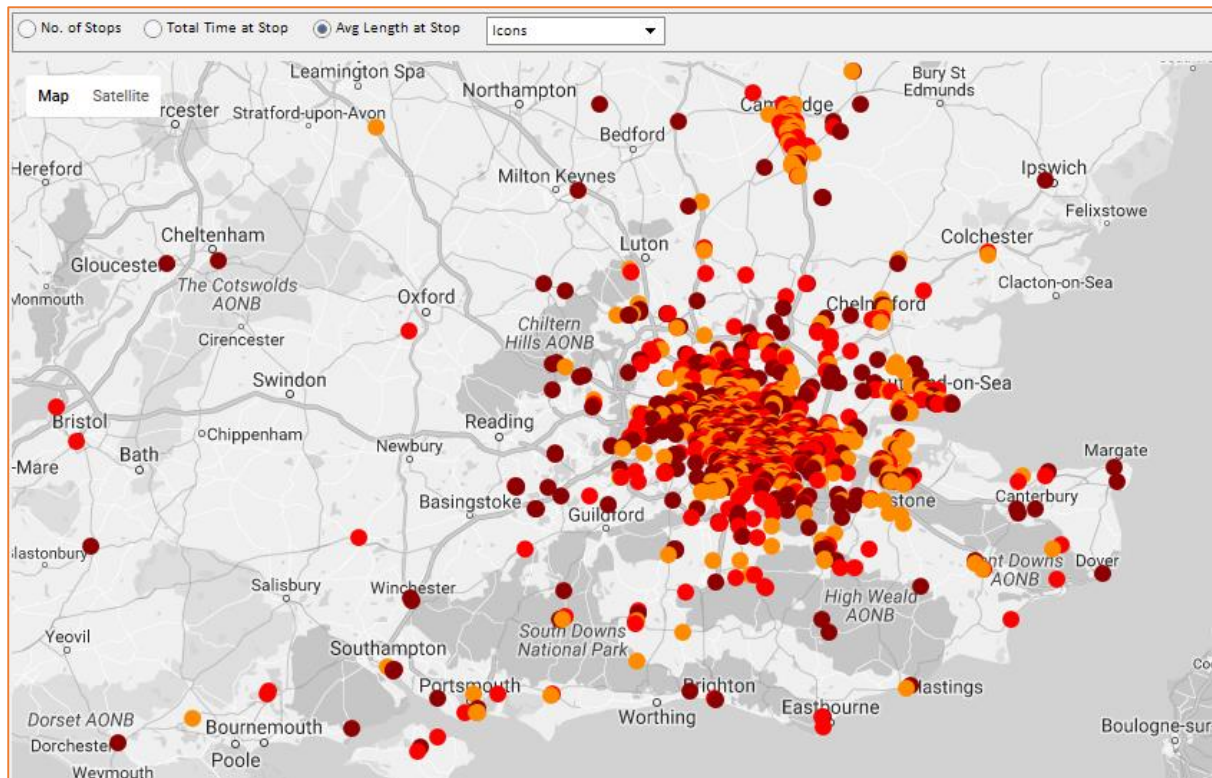 No. of Stops
Total Time at Stop
Avg Length at Stop
Icons
Map
Satellite
Leamington Spa
Northampton
Bury St
Edmunds
rcester
Stratford-upon-Avon
Bedford
Hereford
Milton Keynes
Ipswich
Felixstowe
Cheltenham
Luton
Colchester
Gloucester
The Cotswolds
AONB
Monmouth
Clacton-on-Sea
Oxford
Cirencester
Chiltern
Hills AONB
Swindon
-on-Sea
Bristol
Chippenham
Reading
Bath
Newbury
Margate
-Mare
Basingstoke
stone
Canterbury
Guildford
Glastonbury
Salisbury
Winchester
Downs
AONB
Dover
High Weald
AONB
Yeovil
Southampton
South Downs
National Park
Portsmouth
Brighton
Hastings
Dorset AONB
Bournemouth
Worthing
Eastbourne
Dorchester
Poole
Boulogne-sur-
Weymouth